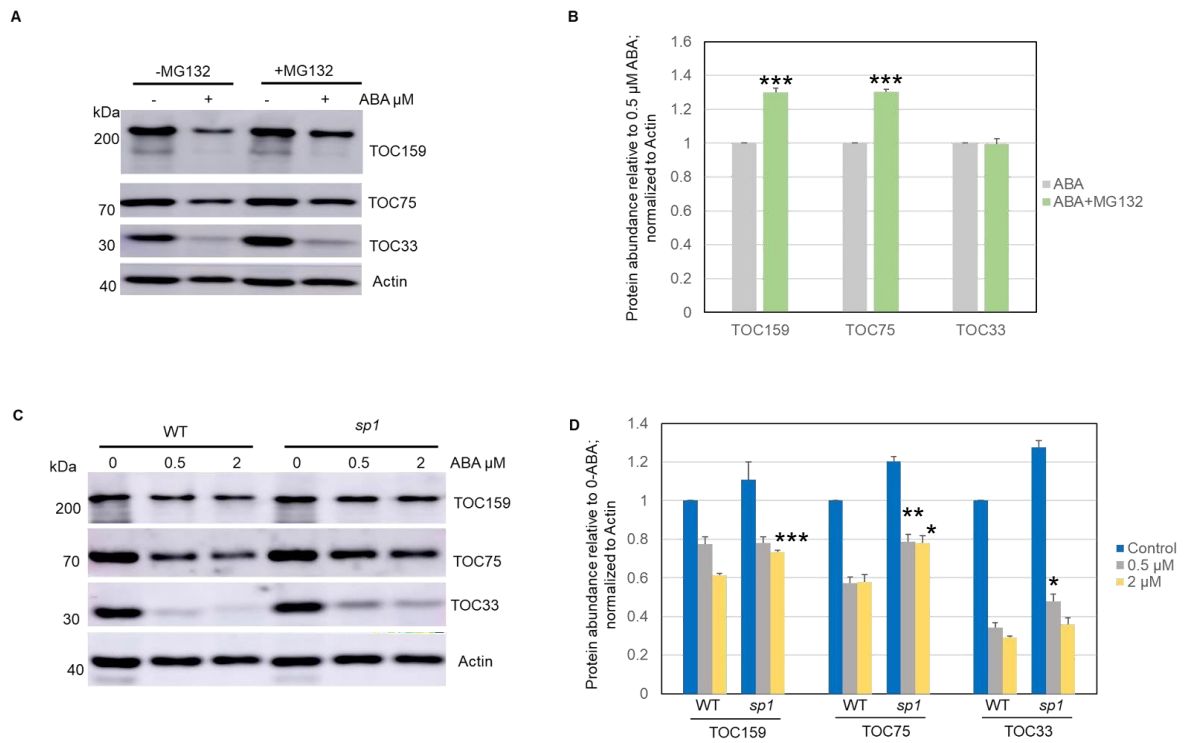 A
-MG132 +MG132
- + - + ABA µM
kDa
200
TOC159
70
TOC75
30
TOC33
40
Actin
B
Protein abundance relative to 0.5 µM ABA;
normalized to Actin
1.6
1.4
1.2
1
0.8
0.6
0.4
0.2
0
*** ***
TOC159 TOC75 TOC33
ABA
ABA+MG132
C
WT sp1
kDa
0 0.5 2 0 0.5 2 ABA µM
200
TOC159
70
TOC75
30
TOC33
40
Actin
D
Protein abundance relative to 0-ABA;
normalized to Actin
1.4
1.2
1
0.8
0.6
0.4
0.2
0
*** ** * *
WT sp1 WT sp1 WT sp1
TOC159 TOC75 TOC33
Control
0.5 µM
2 µM